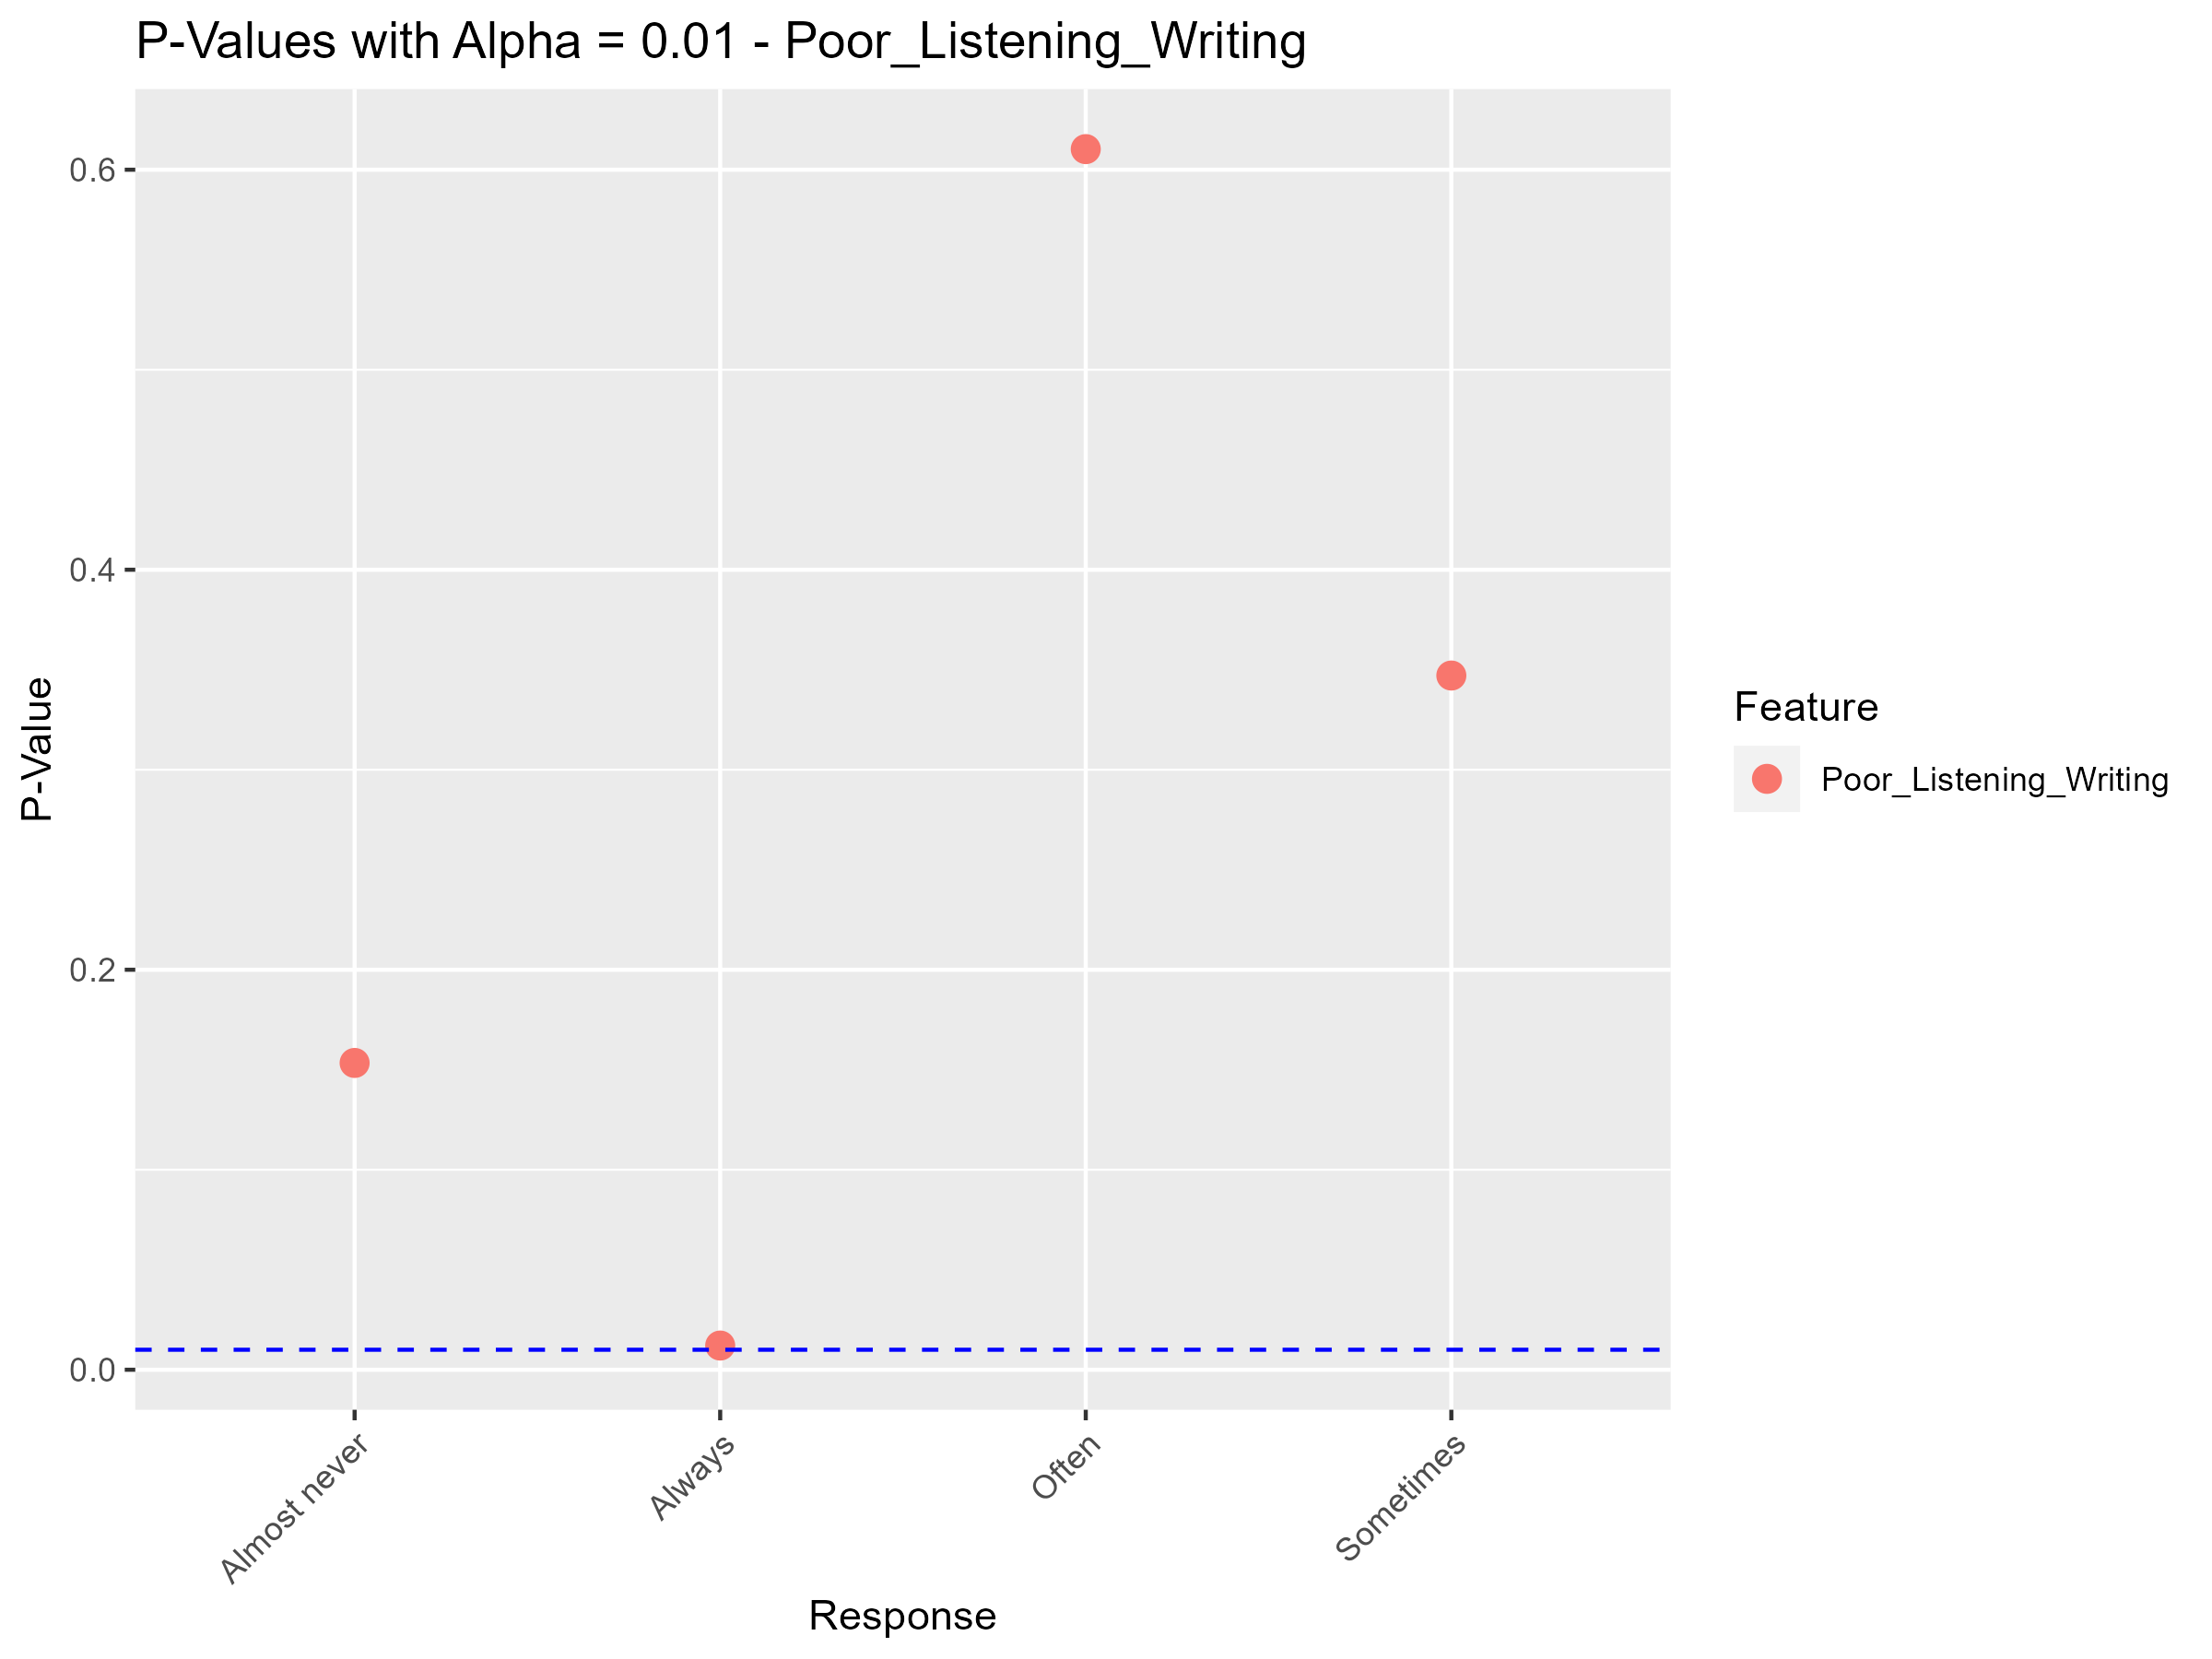 P-Values with Alpha = 0.01 - Poor_Listening_Writing
0.6
0.4
0.2
0.0
P-Value
Almost never
Always
Often
Sometimes
Response
Feature
Poor_Listening_Writing